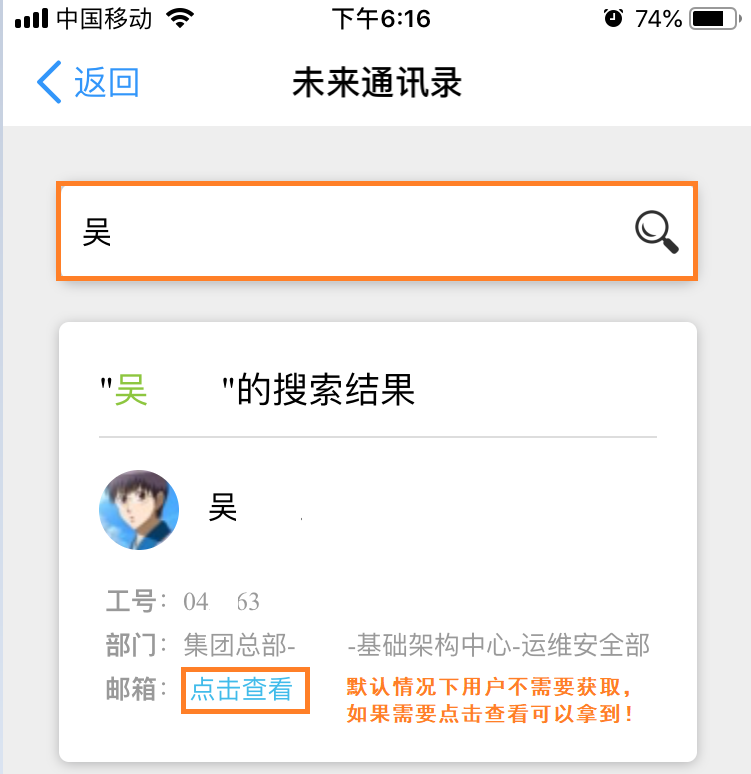 中国移动 下午6:16 74%
返回 未来通讯录
吴
"吴 "的搜索结果
吴
工号: 04 63
部门: 集团总部- -基础架构中心-运维安全部
邮箱: 点击查看 默认情况下用户不需要获取,
如果需要点击查看可以拿到!